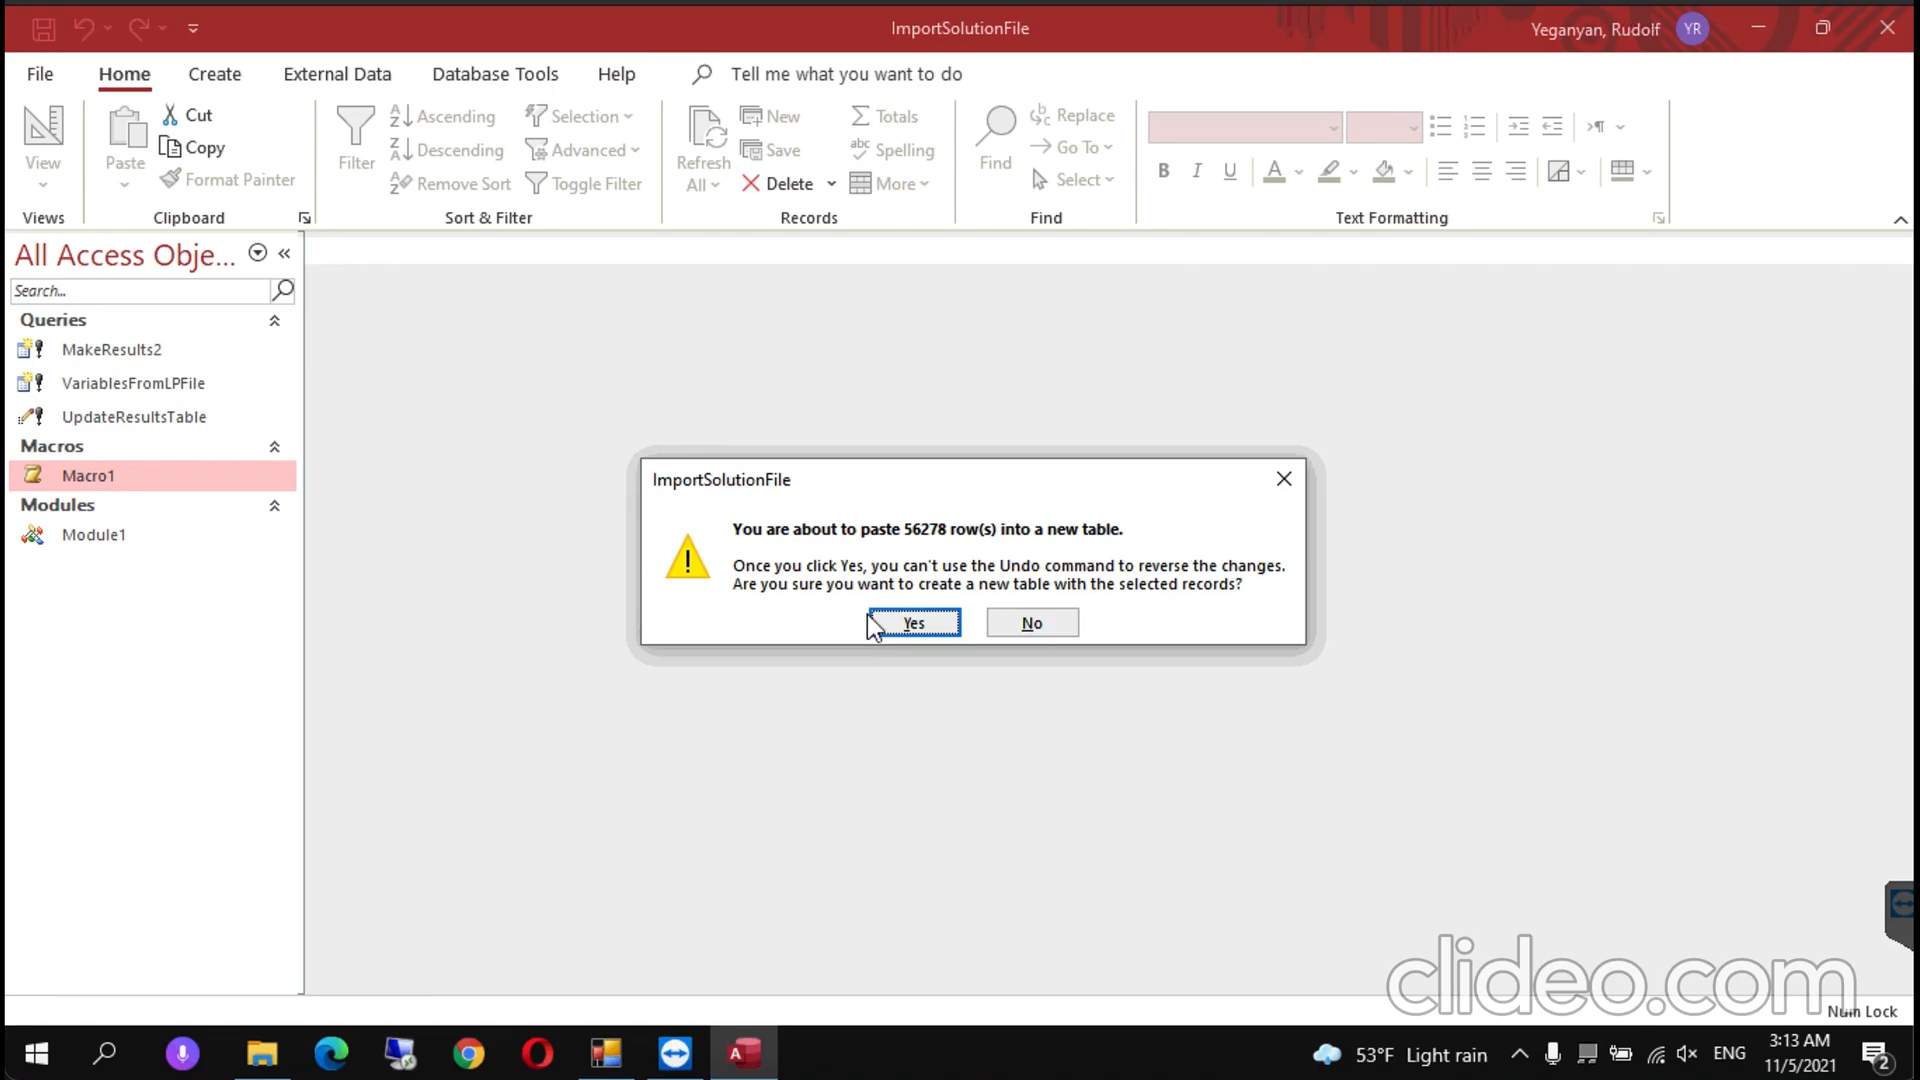 ImportSolutionFile
Yeganyan, Rudolf
YR
File
Home
Create
External Data
Database Tools
Help
Tell me what you want to do
View
Views
Paste
Cut
Copy
Format Painter
Clipboard
Filter
Ascending
Descending
Remove Sort
Selection
Advanced
Toggle Filter
Sort & Filter
Refresh
All
New
Save
Delete
Totals
Spelling
More
Records
Find
Replace
Go To
Select
Find
B I U A
Text Formatting
All Access Obje...
Search...
Queries
MakeResults2
VariablesFromLPFile
UpdateResultsTable
Macros
Macro1
Modules
Module1
ImportSolutionFile
You are about to paste 56278 row(s) into a new table.
Once you click Yes, you can't use the Undo command to reverse the changes.
Are you sure you want to create a new table with the selected records?
Yes
No
clideo.com
Num Lock
53°F Light rain
ENG
3:13 AM
11/5/2021
2